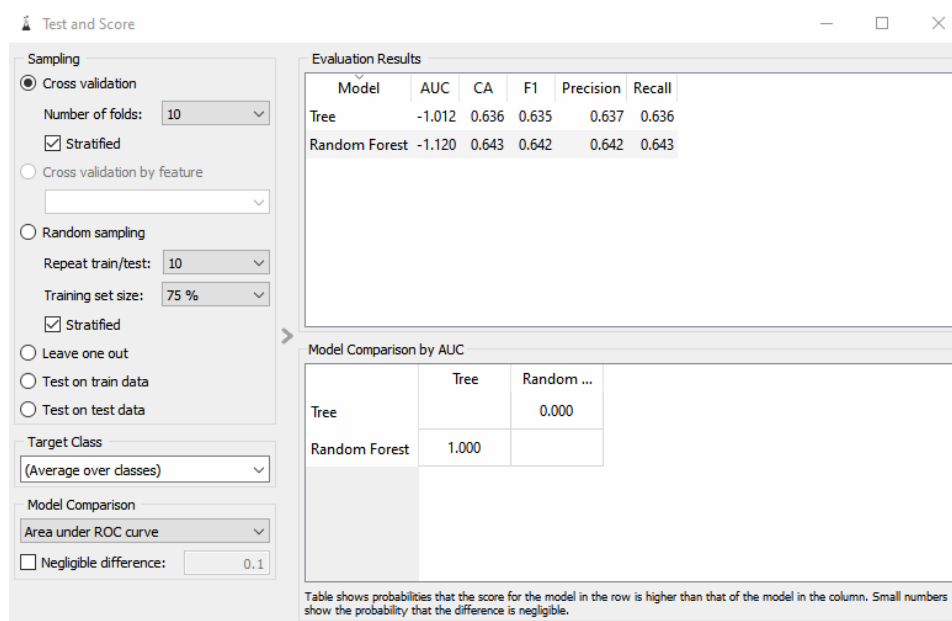 Test and Score
Sampling
Cross validation
Number of folds: 10
Stratified
Cross validation by feature
Random sampling
Repeat train/test: 10
Training set size: 75 %
Stratified
Leave one out
Test on train data
Test on test data
Target Class
(Average over classes)
Model Comparison
Area under ROC curve
Negligible difference: 0.1
Evaluation Results
Model AUC CA F1 Precision Recall
Tree -1.012 0.636 0.635 0.637 0.636
Random Forest -1.120 0.643 0.642 0.642 0.643
Model Comparison by AUC
Tree Random ...
Tree 0.000
Random Forest 1.000
Table shows probabilities that the score for the model in the row is higher than that of the model in the column. Small numbers
show the probability that the difference is negligible.